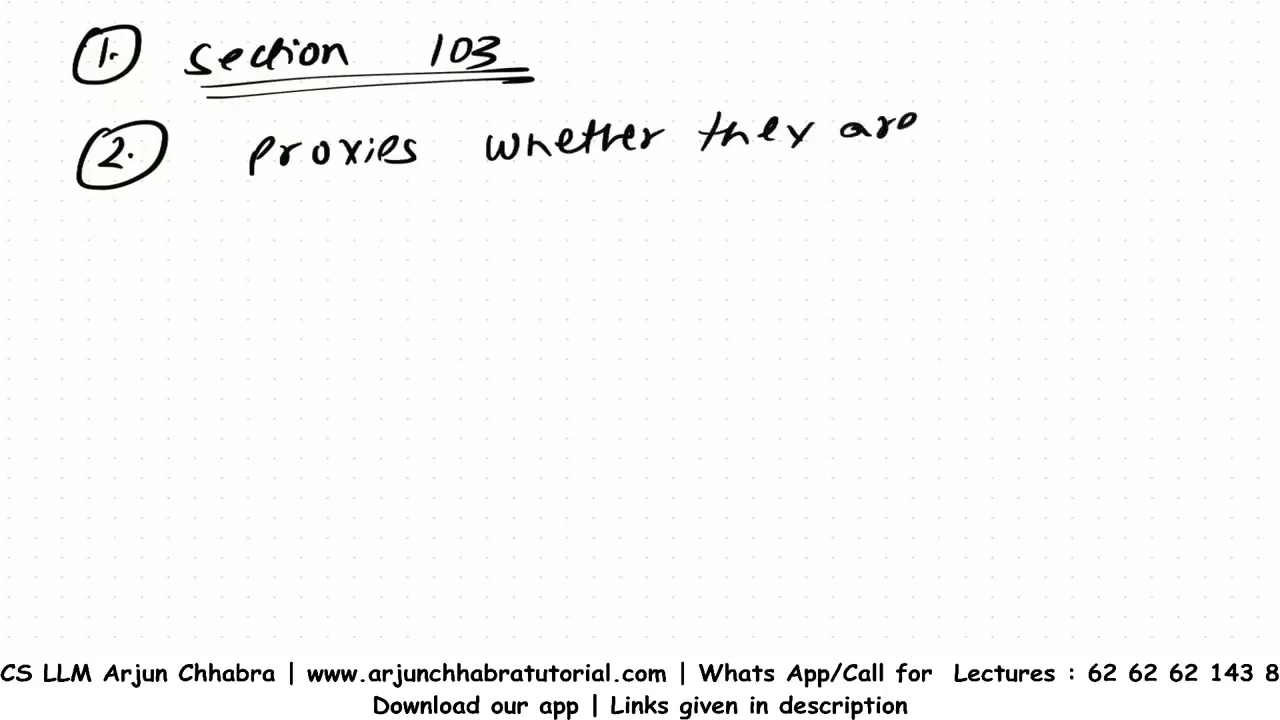 1. section 103
2. proxies whether they are
CS LLM Arjun Chhabra | www.arjunchhabratutorial.com | Whats App/Call for Lectures : 62 62 62 143 8
Download our app | Links given in description